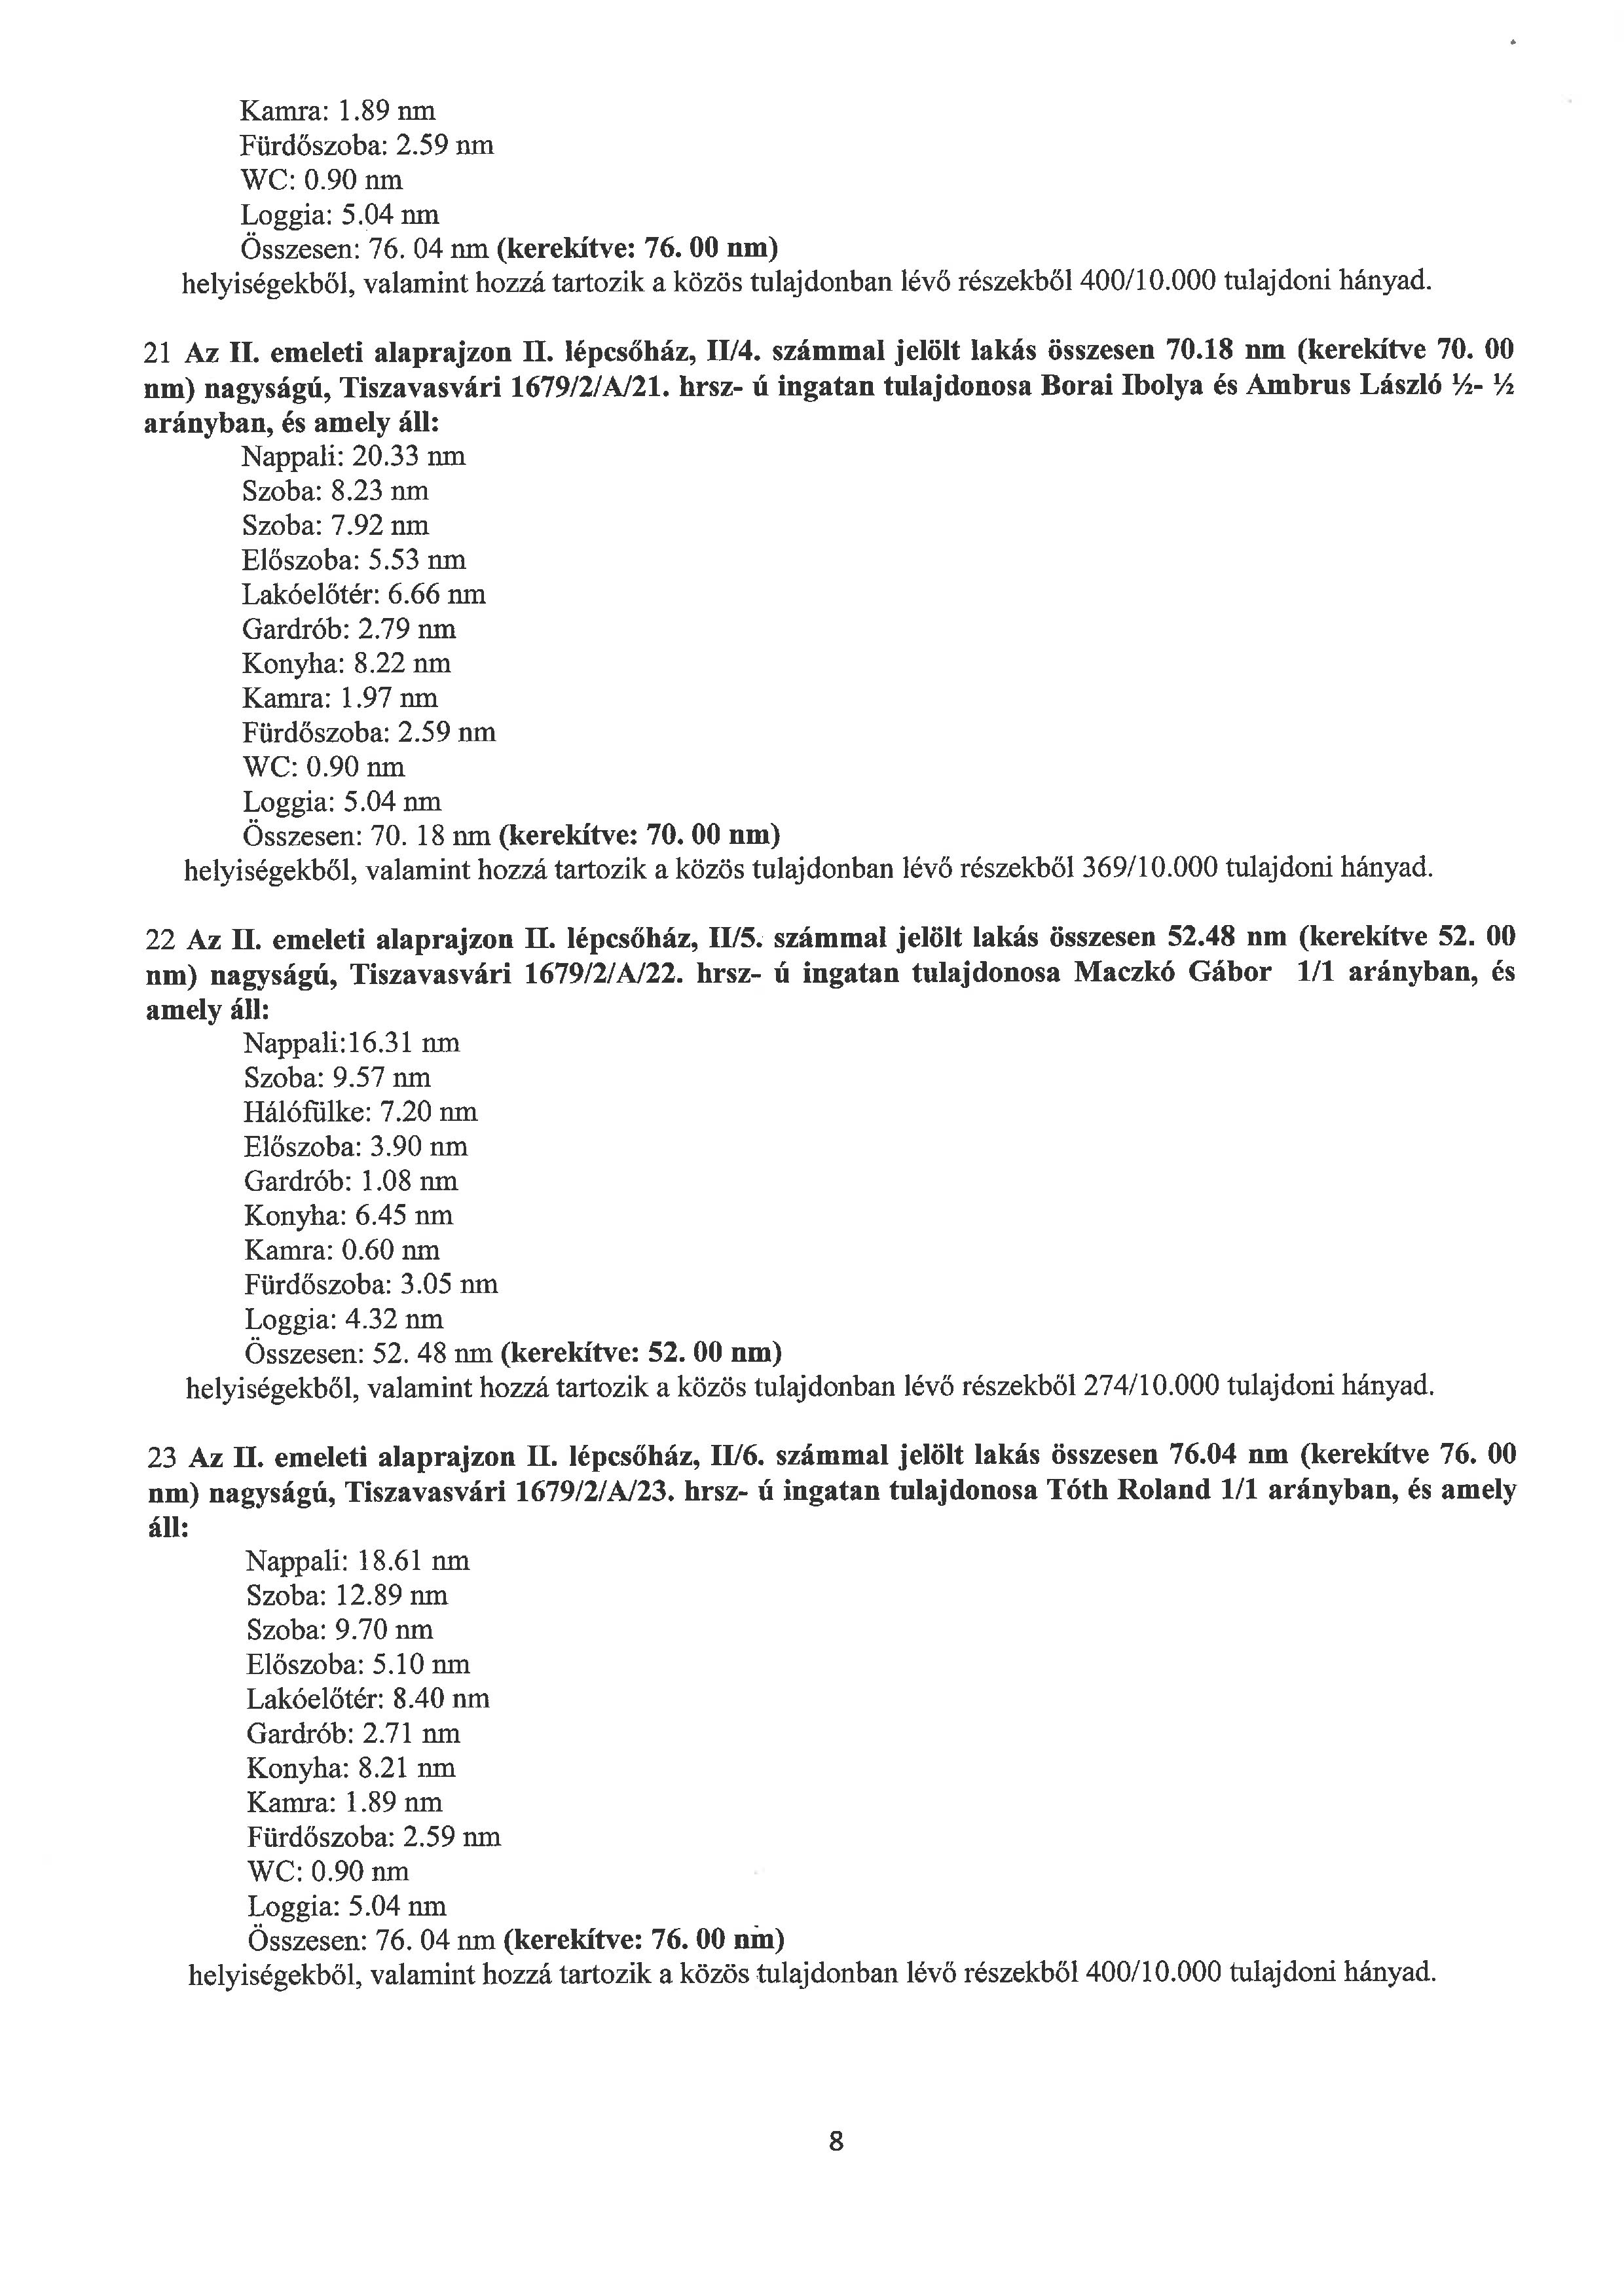 Kamra: 1.89 nm
Fürdőszoba: 2.59 nm
WC: 0.90 nm
Loggia: 5.04 nm
Összesen: 76. 04 nm (kerekítve: 76. 00 nm)
helyiségekből, valamint hozzá tartozik a közös tulajdonban lévő részekből 400/10.000 tulajdoni hányad.
21 Az II. emeleti alaprajzon II. lépcsőház, II/4. számmal jelölt lakás összesen 70.18 nm (kerekítve 70. 00
nm) nagyságú, Tiszavasvári 1679/2/A/21. hrsz- ú ingatan tulajdonosa Borai Ibolya és Ambrus László ½- ½
arányban, és amely áll:
Nappali: 20.33 nm
Szoba: 8.23 nm
Szoba: 7.92 nm
Előszoba: 5.53 nm
Lakóelőtér: 6.66 nm
Gardrób: 2.79 nm
Konyha: 8.22 nm
Kamra: 1.97 nm
Fürdőszoba: 2.59 nm
WC: 0.90 nm
Loggia: 5.04 nm
Összesen: 70. 18 nm (kerekítve: 70. 00 nm)
helyiségekből, valamint hozzá tartozik a közös tulajdonban lévő részekből 369/10.000 tulajdoni hányad.
22 Az II. emeleti alaprajzon II. lépcsőház, II/5. számmal jelölt lakás összesen 52.48 nm (kerekítve 52. 00
nm) nagyságú, Tiszavasvári 1679/2/A/22. hrsz- ú ingatan tulajdonosa Maczkó Gábor 1/1 arányban, és
amely áll:
Nappali:16.31 nm
Szoba: 9.57 nm
Hálófülke: 7.20 nm
Előszoba: 3.90 nm
Gardrób: 1.08 nm
Konyha: 6.45 nm
Kamra: 0.60 nm
Fürdőszoba: 3.05 nm
Loggia: 4.32 nm
Összesen: 52. 48 nm (kerekítve: 52. 00 nm)
helyiségekből, valamint hozzá tartozik a közös tulajdonban lévő részekből 274/10.000 tulajdoni hányad.
23 Az II. emeleti alaprajzon II. lépcsőház, II/6. számmal jelölt lakás összesen 76.04 nm (kerekítve 76. 00
nm) nagyságú, Tiszavasvári 1679/2/A/23. hrsz- ú ingatan tulajdonosa Tóth Roland 1/1 arányban, és amely
áll:
Nappali: 18.61 nm
Szoba: 12.89 nm
Szoba: 9.70 nm
Előszoba: 5.10 nm
Lakóelőtér: 8.40 nm
Gardrób: 2.71 nm
Konyha: 8.21 nm
Kamra: 1.89 nm
Fürdőszoba: 2.59 nm
WC: 0.90 nm
Loggia: 5.04 nm
Összesen: 76. 04 nm (kerekítve: 76. 00 nm)
helyiségekből, valamint hozzá tartozik a közös tulajdonban lévő részekből 400/10.000 tulajdoni hányad.
8